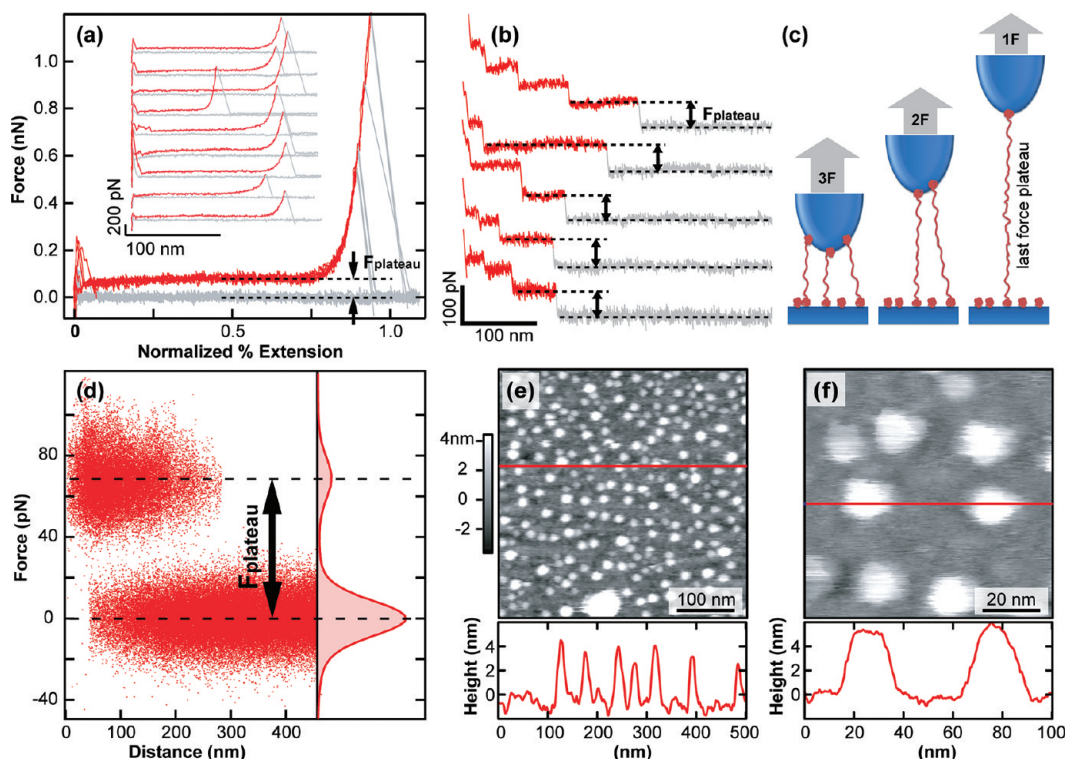 (a)
Force (nN)
1.0
0.8
0.6
0.4
0.2
0.0
200 pN
100 nm
Fplateau
0
0.5
1.0
Normalized % Extension
(b)
Fplateau
100 pN
100 nm
(c)
1F
2F
3F
last force plateau
(d)
Force (pN)
80
40
0
-40
Fplateau
0
100
200
300
400
Distance (nm)
(e)
4nm
2
0
-2
100 nm
Height (nm)
4
2
0
0
100
200
300
400
500
(nm)
(f)
20 nm
Height (nm)
4
2
0
0
20
40
60
80
100
(nm)